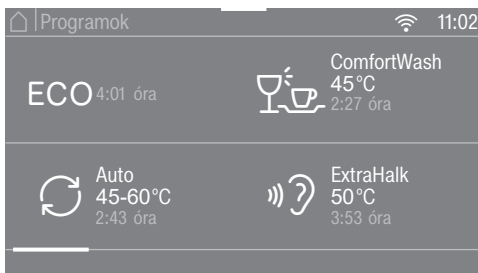 Programok 11:02
ECO 4:01 óra
ComfortWash
45°C
2:27 óra
Auto
45-60°C
2:43 óra
ExtraHalk
50°C
3:53 óra